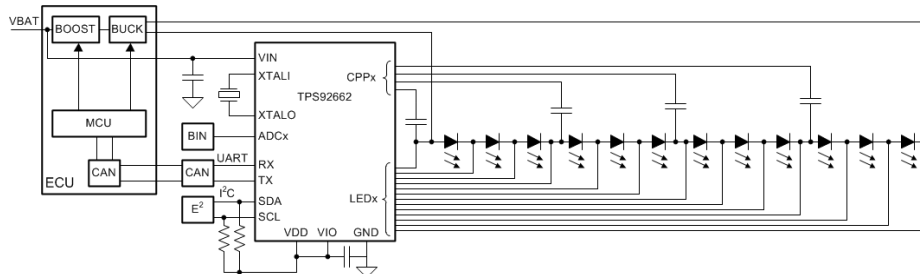 VBAT
BOOST
BUCK
MCU
CAN
ECU
BIN
UART
CAN
I²C
E²
VIN
XTALI
XTALO
ADCx
RX
TX
SDA
SCL
TPS92662
CPPx
LEDx
VDD VIO GND